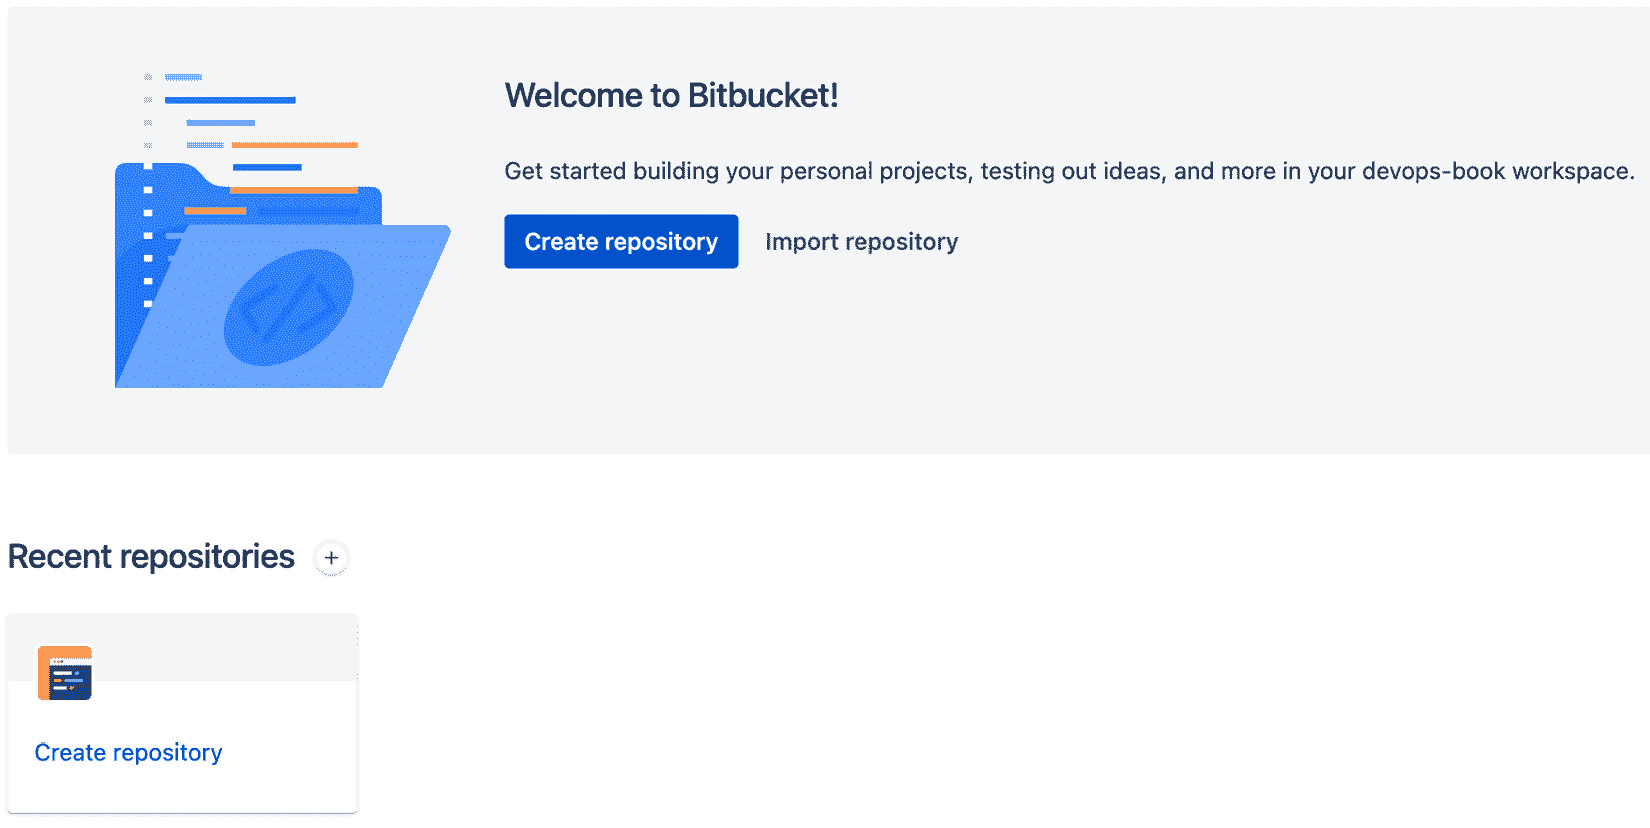 Welcome to Bitbucket!
Get started building your personal projects, testing out ideas, and more in your devops-book workspace.
Create repository
Import repository
Recent repositories
+
Create repository